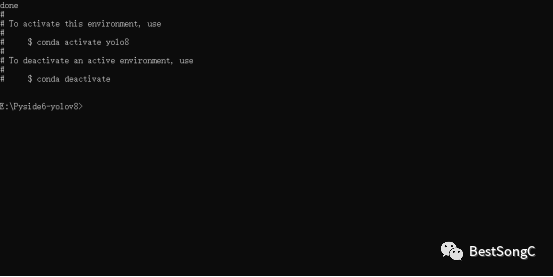 done
#
# To activate this environment, use
#
#     $ conda activate yolo8
#
# To deactivate an active environment, use
#
#     $ conda deactivate
E:\Pyside6-yolov8>
BestSongC